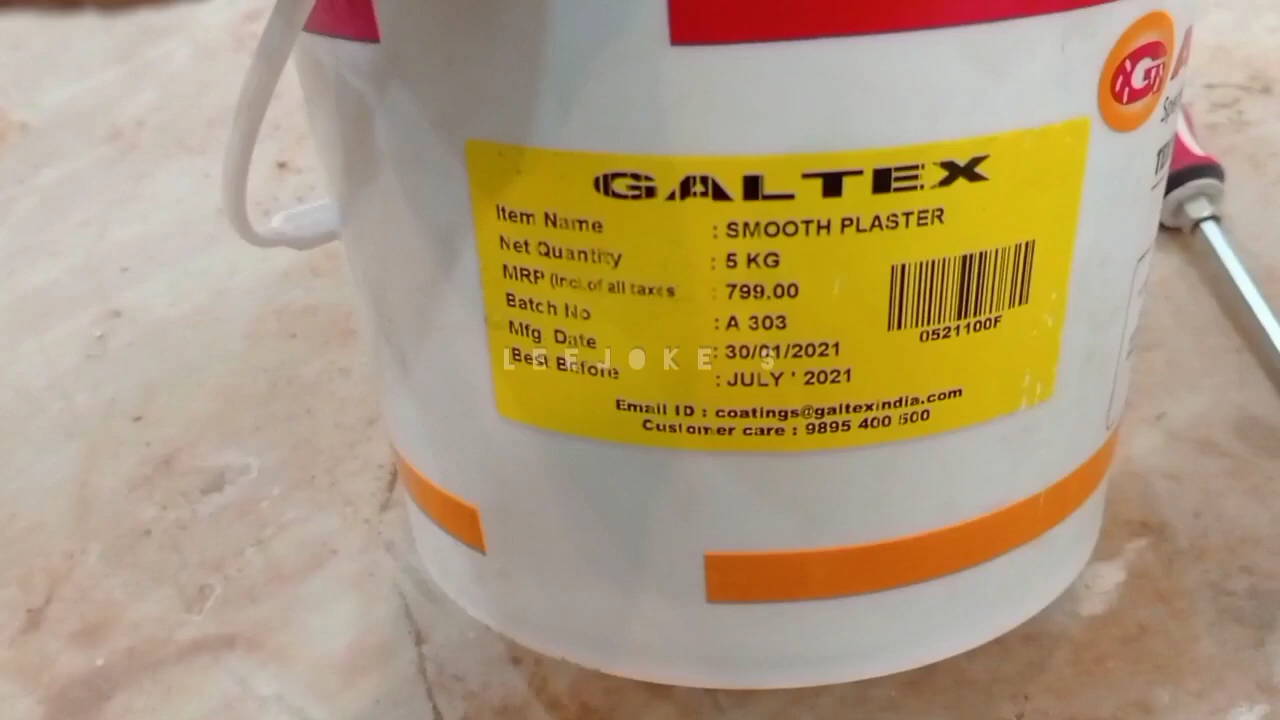 GALTEX
Item Name : SMOOTH PLASTER
Net Quantity : 5 KG
MRP (Incl.of all taxes : 799.00
Batch No : A 303
Mfg. Date : 30/01/2021
Best Before : JULY ' 2021
0521100F
Email ID : coatings@galtexindia.com
Customer care : 9895 400 500
LEEJOKE'S